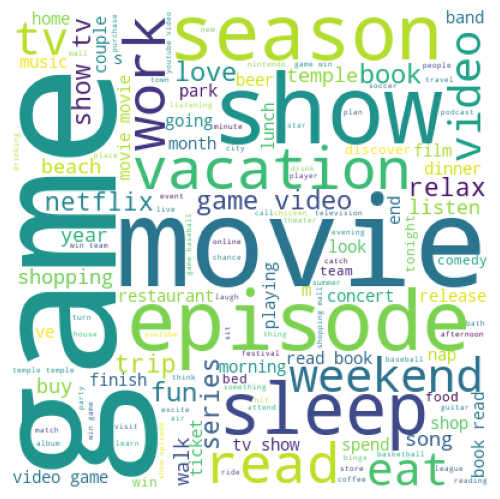 home
tv
season
couple
purchase
youtube video
mall
new
nintendo
game win
people
band
music
show tv
work
s
town
travel
soccer
video
love
beer
temple
book
listening
minute
star
plan
podcast
park
show
drinking
movie movie
going
month
lunch
city
player
discover
film
place
vacation
drink
beach
event
relax
dinner
netflix
game video
live
call
chicken
television
theater
end
listen
game
win team
movie
year
game baseball
look
tonight
evening
shopping
online
chance
playing
catch
team
summer
comedy
restaurant
m
concert
release
ve
episode
laugh
shopping mall
turn
house
youtube
sit
thing
bath
afternoon
temple temple
trip
morning
festival
read book
baseball
nap
buy
finish
fun
series
think
bed
something
weekend
food
guitar
party
win game
show episode
excite
air
sleep
hit
attend
book read
match
visit
walk
ticket
song
shop
album
learn
tv show
spend
basketball
video game
win
ride
read
binge
store
coffee
eat
league
reading